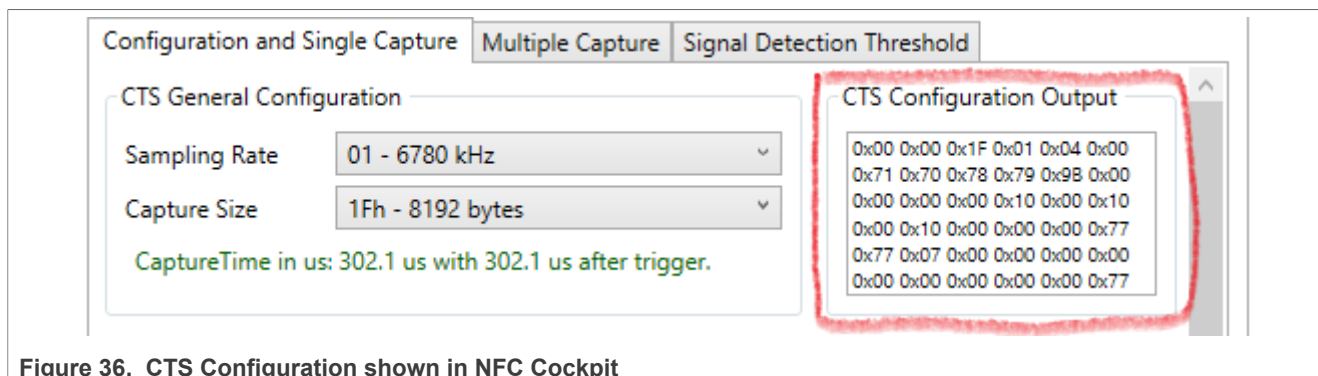 Configuration and Single Capture Multiple Capture Signal Detection Threshold
CTS General Configuration
Sampling Rate 01 - 6780 kHz
Capture Size 1Fh - 8192 bytes
CaptureTime in us: 302.1 us with 302.1 us after trigger.
CTS Configuration Output
0x00 0x00 0x1F 0x01 0x04 0x00
0x71 0x70 0x78 0x79 0x9B 0x00
0x00 0x00 0x00 0x10 0x00 0x10
0x00 0x10 0x00 0x00 0x00 0x77
0x77 0x07 0x00 0x00 0x00 0x00
0x00 0x00 0x00 0x00 0x00 0x77
Figure 36. CTS Configuration shown in NFC Cockpit